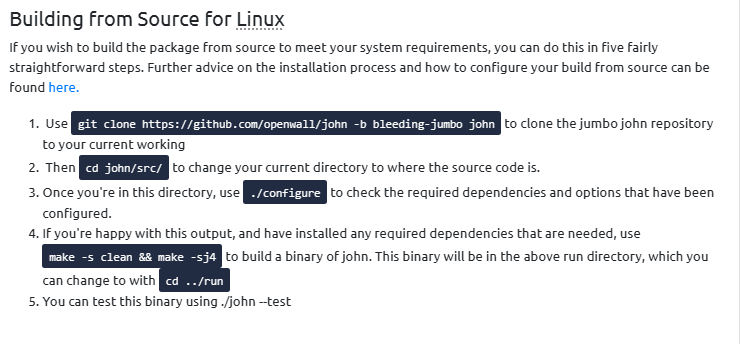 Building from Source for Linux
If you wish to build the package from source to meet your system requirements, you can do this in five fairly
straightforward steps. Further advice on the installation process and how to configure your build from source can be
found here.
1. Use git clone https://github.com/openwall/john -b bleeding-jumbo john to clone the jumbo john repository
to your current working
2. Then cd john/src/ to change your current directory to where the source code is.
3. Once you're in this directory, use ./configure to check the required dependencies and options that have been
configured.
4. If you're happy with this output, and have installed any required dependencies that are needed, use
make -s clean && make -sj4 to build a binary of john. This binary will be in the above run directory, which you
can change to with cd ../run
5. You can test this binary using ./john --test